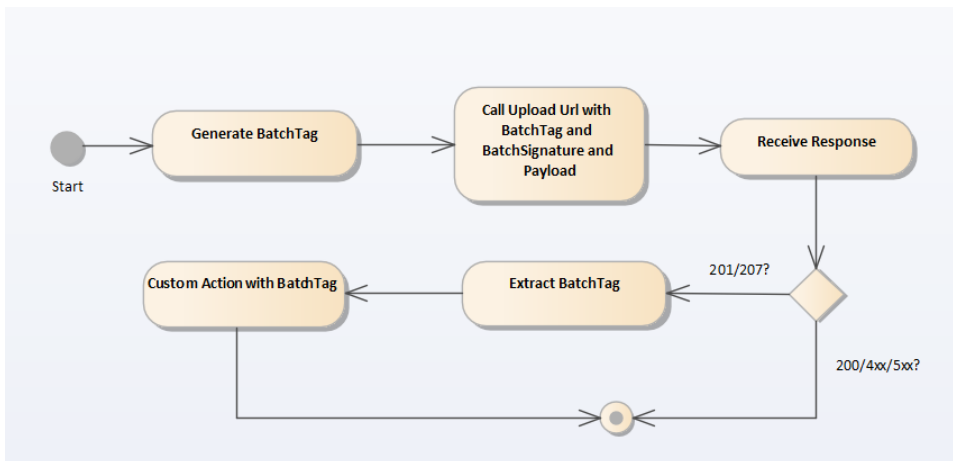 Generate BatchTag
Call Upload Url with
BatchTag and
BatchSignature and
Payload
Receive Response
Start
201/207?
Custom Action with BatchTag
Extract BatchTag
200/4xx/5xx?